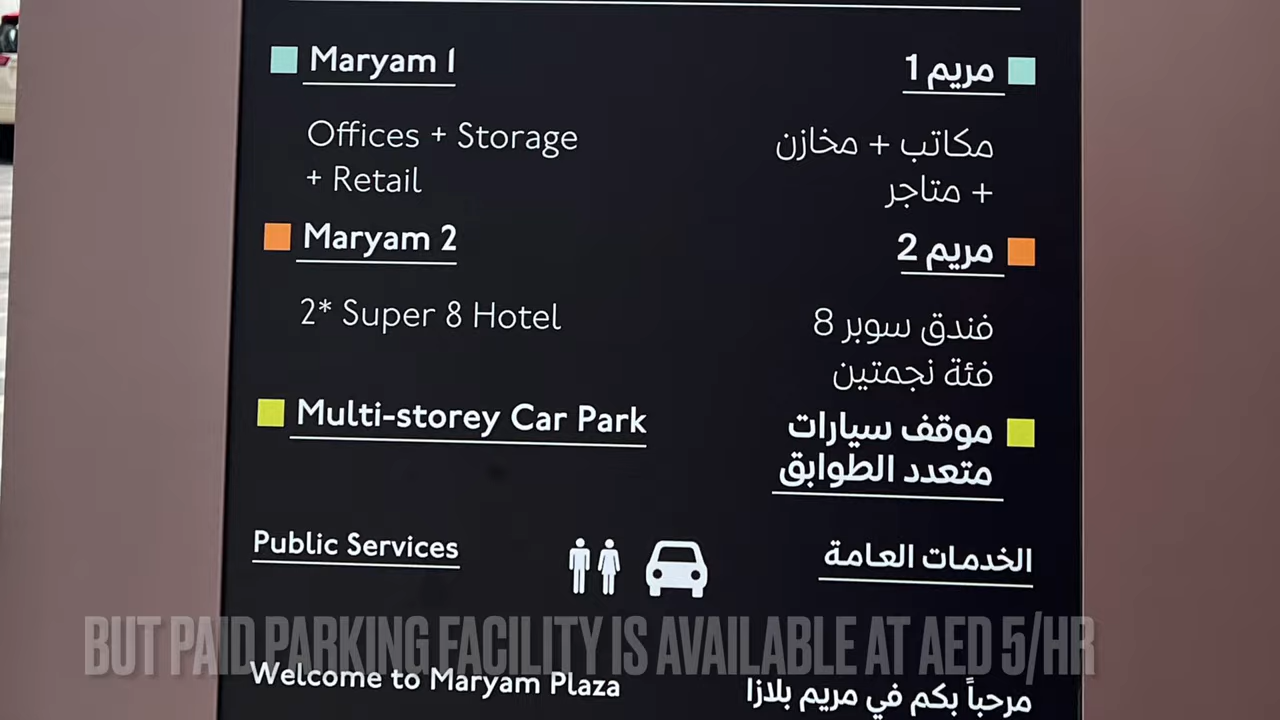 Maryam 1
مريم 1
Offices + Storage
+ Retail
مكاتب + مخازن
+ متاجر
Maryam 2
مريم 2
2* Super 8 Hotel
فندق سوبر 8
فئة نجمتين
Multi-storey Car Park
موقف سيارات
متعدد الطوابق
Public Services
الخدمات العامة
BUT PAID PARKING FACILITY IS AVAILABLE AT AED 5/HR
Welcome to Maryam Plaza
مرحباً بكم في مريم بلازا